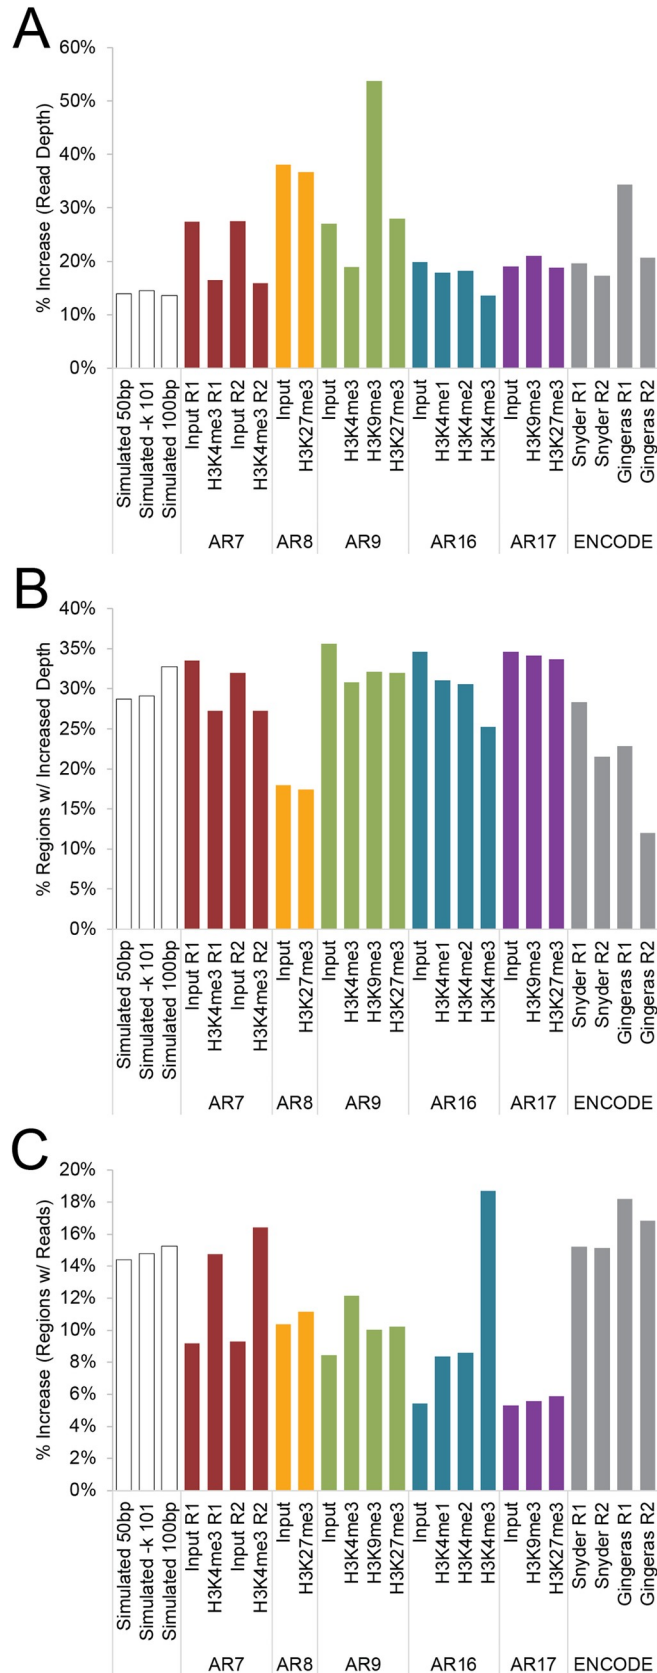 A
% Increase (Read Depth)
60%
50%
40%
30%
20%
10%
0%
Simulated 50bp
Simulated -k 101
Simulated 100bp
Input R1
H3K4me3 R1
Input R2
H3K4me3 R2
Input
H3K27me3
Input
H3K4me3
H3K9me3
H3K27me3
Input
H3K4me1
H3K4me2
H3K4me3
Input
H3K9me3
H3K27me3
Snyder R1
Snyder R2
Gingeras R1
Gingeras R2
AR7 AR8 AR9 AR16 AR17 ENCODE
B
% Regions w/ Increased Depth
40%
35%
30%
25%
20%
15%
10%
5%
0%
Simulated 50bp
Simulated -k 101
Simulated 100bp
Input R1
H3K4me3 R1
Input R2
H3K4me3 R2
Input
H3K27me3
Input
H3K4me3
H3K9me3
H3K27me3
Input
H3K4me1
H3K4me2
H3K4me3
Input
H3K9me3
H3K27me3
Snyder R1
Snyder R2
Gingeras R1
Gingeras R2
AR7 AR8 AR9 AR16 AR17 ENCODE
C
% Increase (Regions w/ Reads)
20%
18%
16%
14%
12%
10%
8%
6%
4%
2%
0%
Simulated 50bp
Simulated -k 101
Simulated 100bp
Input R1
H3K4me3 R1
Input R2
H3K4me3 R2
Input
H3K27me3
Input
H3K4me3
H3K9me3
H3K27me3
Input
H3K4me1
H3K4me2
H3K4me3
Input
H3K9me3
H3K27me3
Snyder R1
Snyder R2
Gingeras R1
Gingeras R2
AR7 AR8 AR9 AR16 AR17 ENCODE